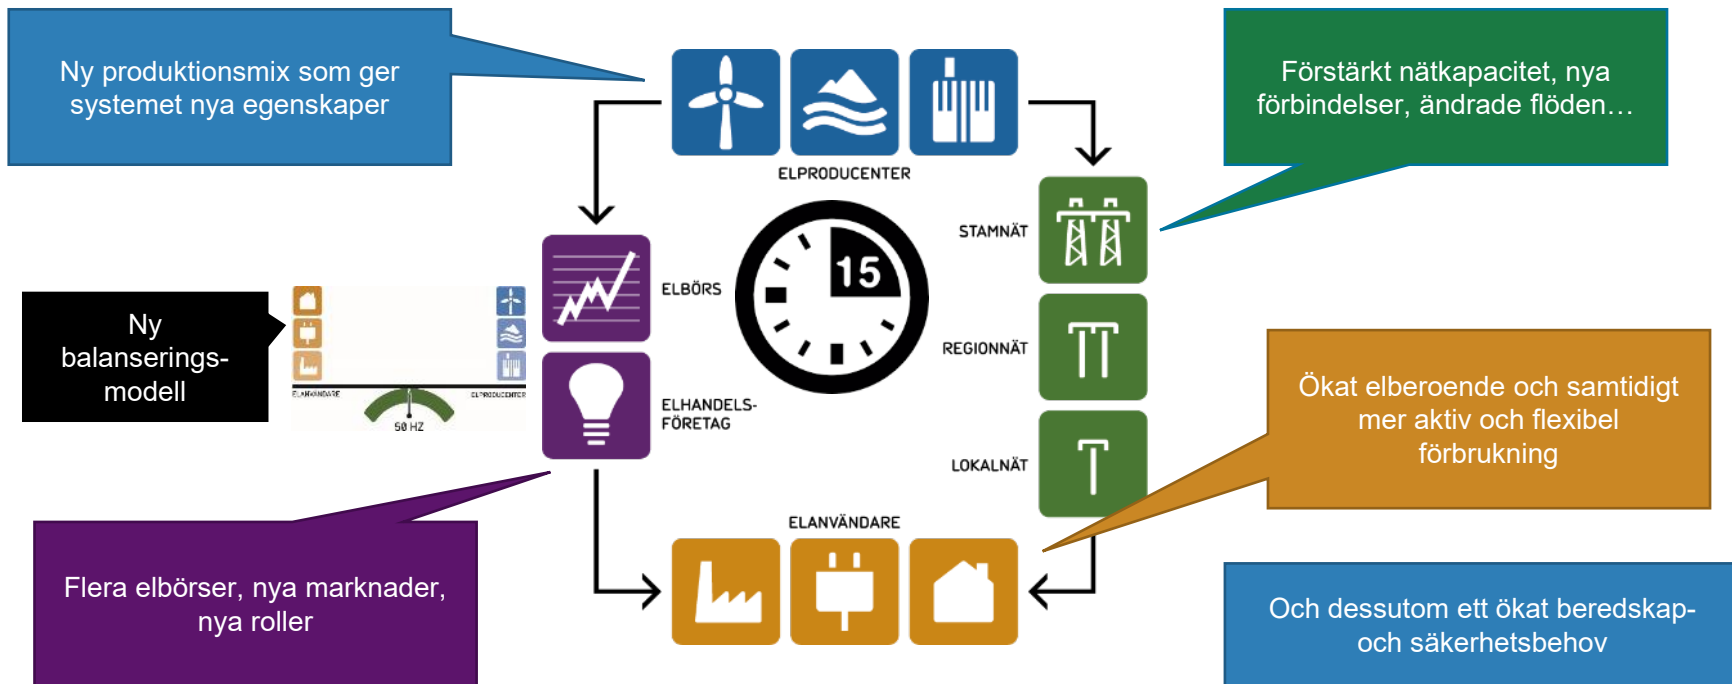 Ny produktionsmix som ger
systemet nya egenskaper
Förstärkt nätkapacitet, nya
förbindelser, ändrade flöden…
ELPRODUCENTER
15
STAMNÄT
ELBÖRS
REGIONNÄT
Ny
balanserings-
modell
ELANVÄNDARE
ELPRODUCENTER
50 HZ
ELHANDELS-
FÖRETAG
Ökat elberoende och samtidigt
mer aktiv och flexibel
förbrukning
LOKALNÄT
ELANVÄNDARE
Flera elbörser, nya marknader,
nya roller
Och dessutom ett ökat beredskap-
och säkerhetsbehov